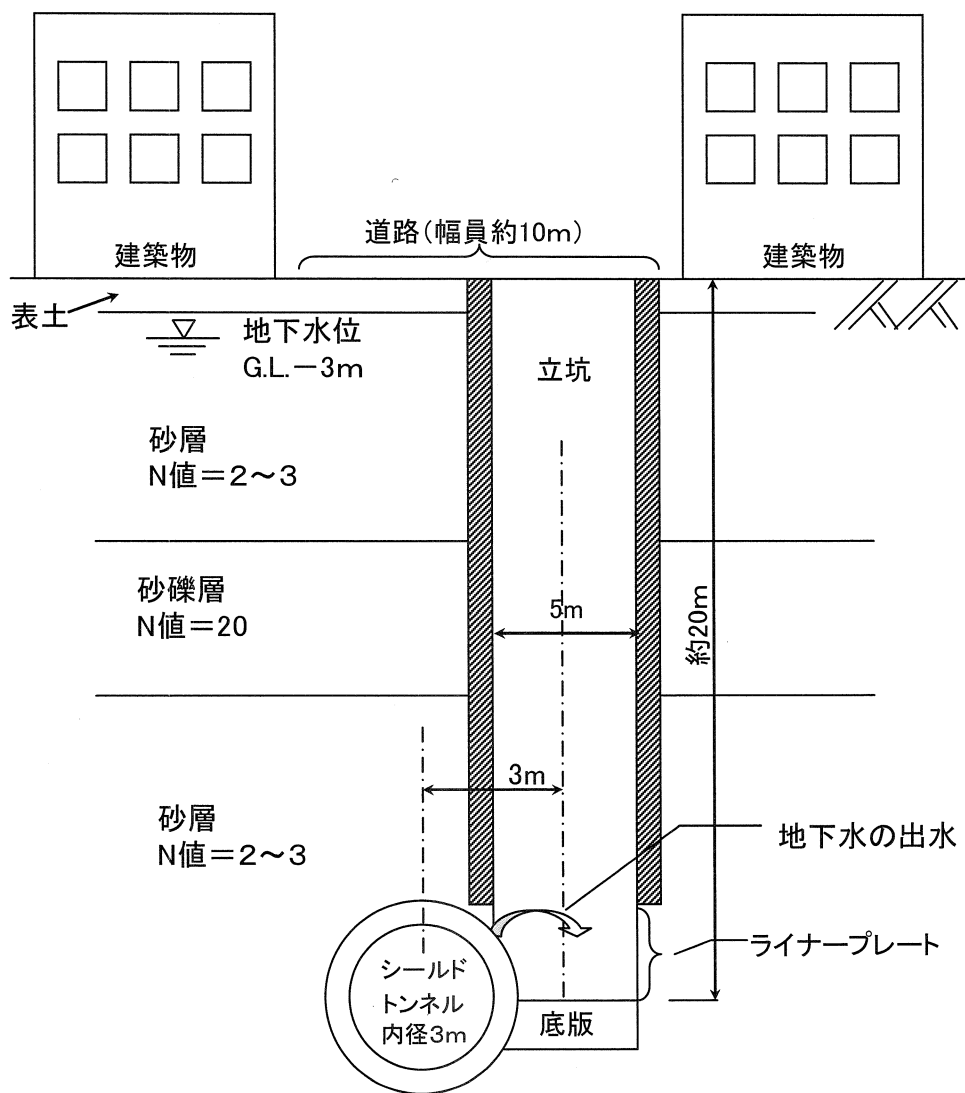 建築物
建築物
道路(幅員約10m)
表土
地下水位
G.L.－3m
立坑
砂層
N値＝2～3
砂礫層
N値＝20
5m
約20m
3m
砂層
N値＝2～3
地下水の出水
ライナープレート
シールド
トンネル
内径3m
底版